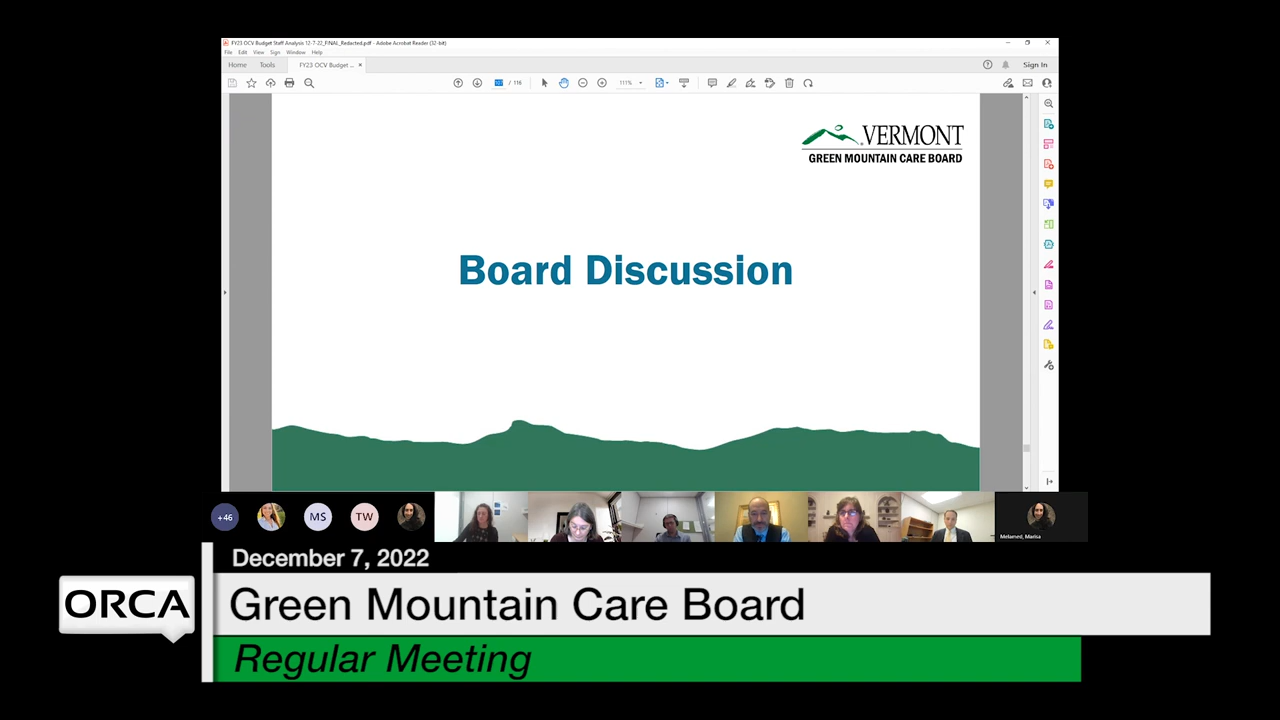 FY23 OCV Budget Staff Analysis 12-7-22_FINAL_Redacted.pdf - Adobe Acrobat Reader (32-bit)
File Edit View Sign Window Help
Home Tools FY23 OCV Budget ... × Sign In
/ 116 111%
VERMONT
GREEN MOUNTAIN CARE BOARD
Board Discussion
+46 MS TW
Melamed, Marisa
December 7, 2022
ORCA
Green Mountain Care Board
Regular Meeting